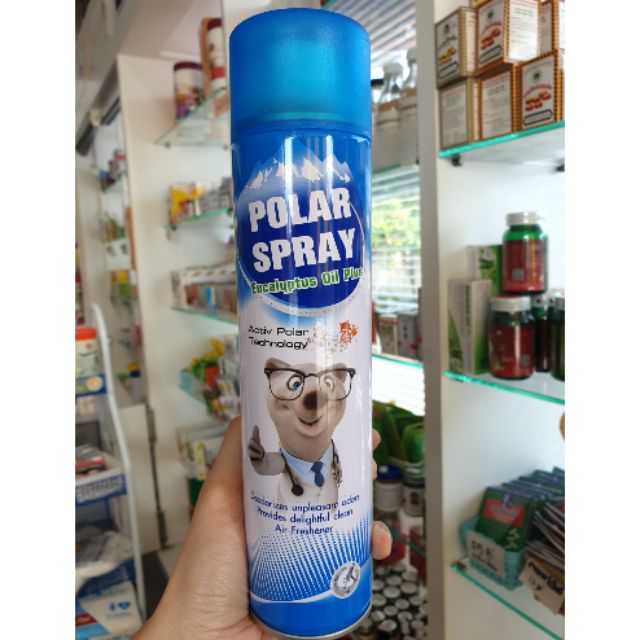 POLAR
SPRAY
Eucalyptus Oil Plus
Activ Polar
Technology
Deodorizes unpleasant odors
Provides delightful clean
Air Freshener